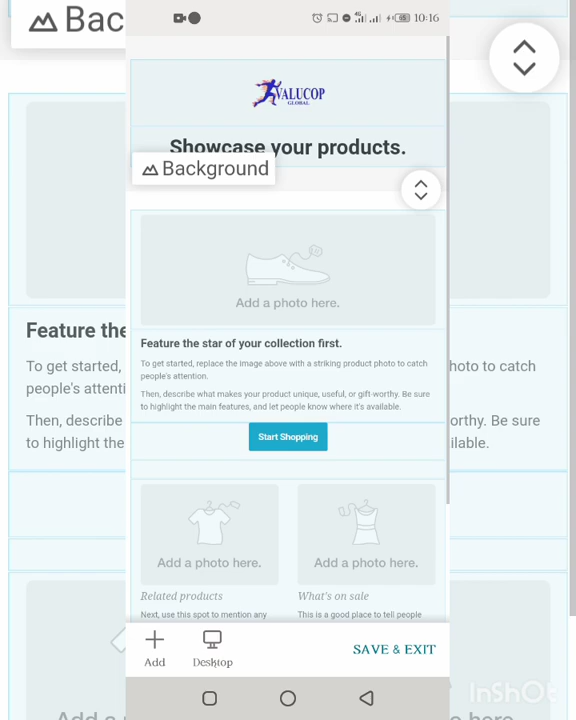 Bac
10:16
VALUCOP
GLOBAL
Showcase your products.
Background
Add a photo here.
Feature the star of your collection first.
To get started, replace the image above with a striking product photo to catch
people's attention.
Then, describe what makes your product unique, useful, or gift-worthy. Be sure
to highlight the main features, and let people know where it's available.
Start Shopping
Add a photo here.
Add a photo here.
Related products
What's on sale
Next, use this spot to mention any
This is a good place to tell people
Add
Desktop
SAVE & EXIT
Feature the
To get started,
people's attenti
Then, describe
to highlight the
hoto to catch
orthy. Be sure
ilable.
Add a
here.
InShOt